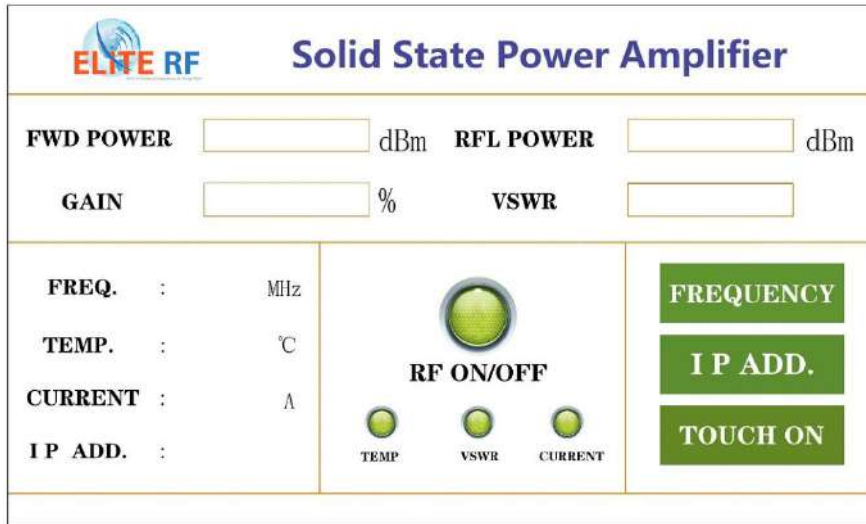 ELITE RF
Solid State Power Amplifier
FWD POWER dBm RFL POWER dBm
GAIN % VSWR
FREQ. : MHz
TEMP. : ℃
CURRENT : A
I P ADD. :
RF ON/OFF
TEMP VSWR CURRENT
FREQUENCY
I P ADD.
TOUCH ON